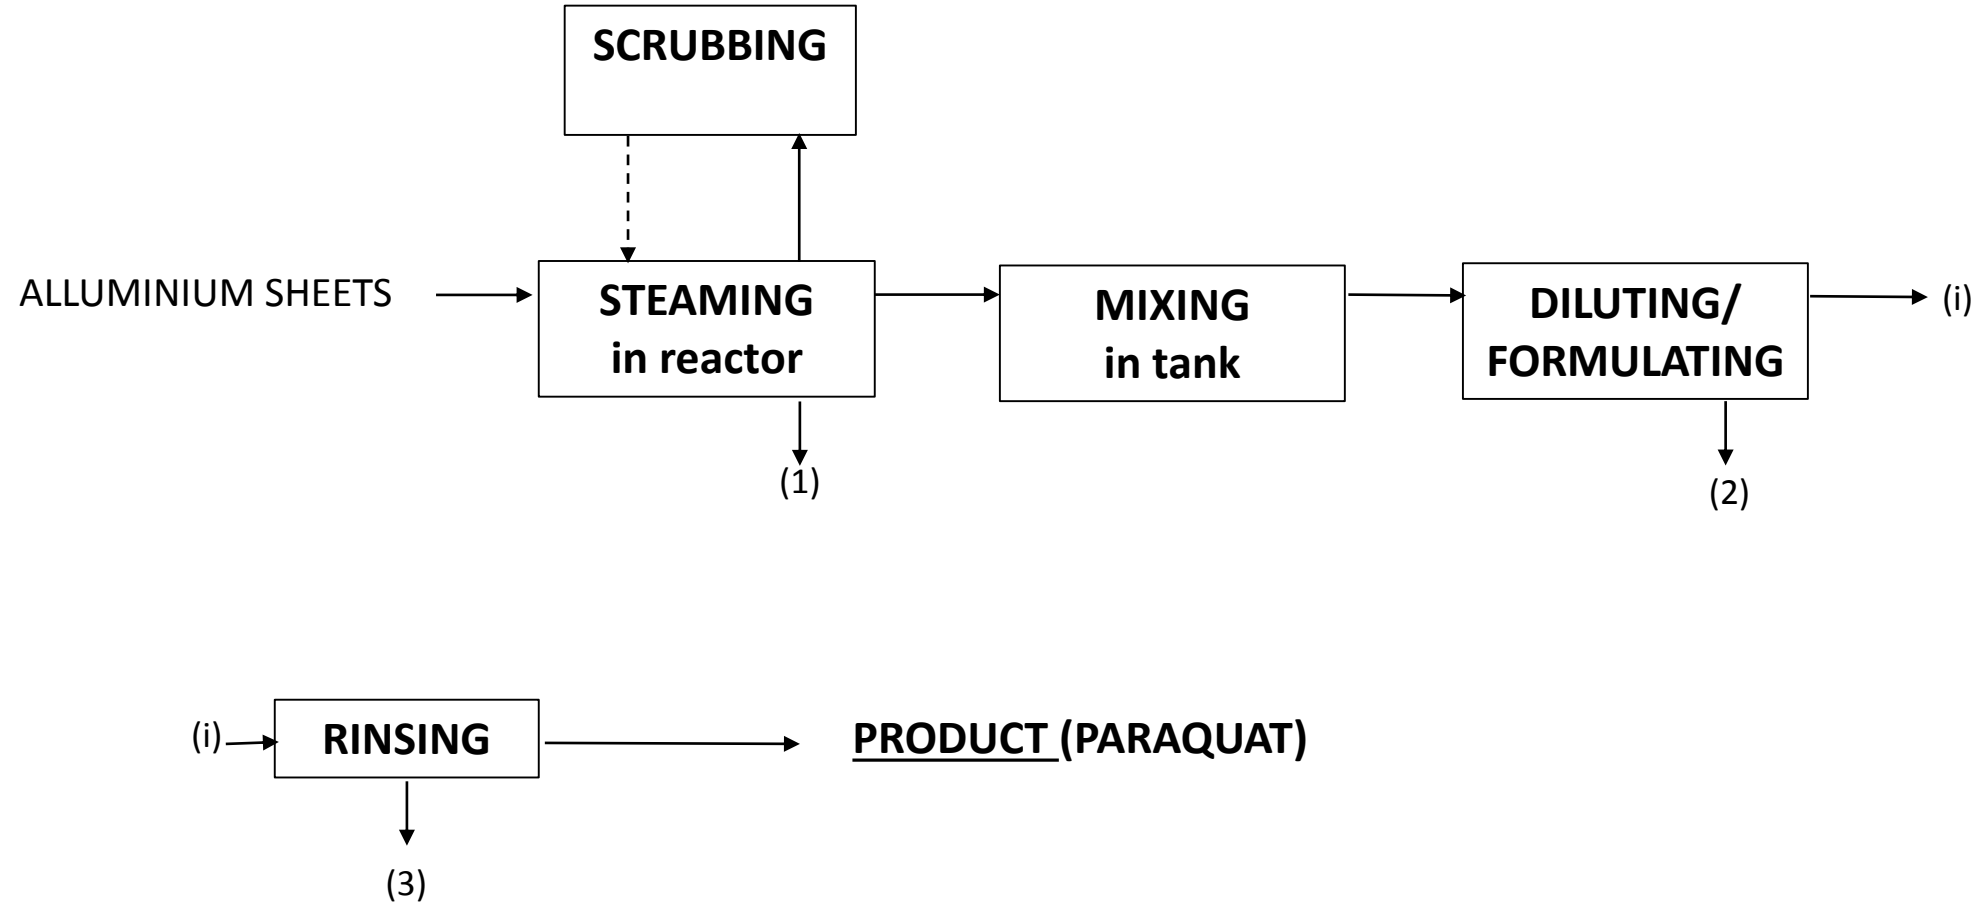 SCRUBBING
ALLUMINIUM SHEETS
STEAMING
in reactor
MIXING
in tank
DILUTING/
FORMULATING
(i)
(1)
(2)
(i)
RINSING
PRODUCT (PARAQUAT)
(3)